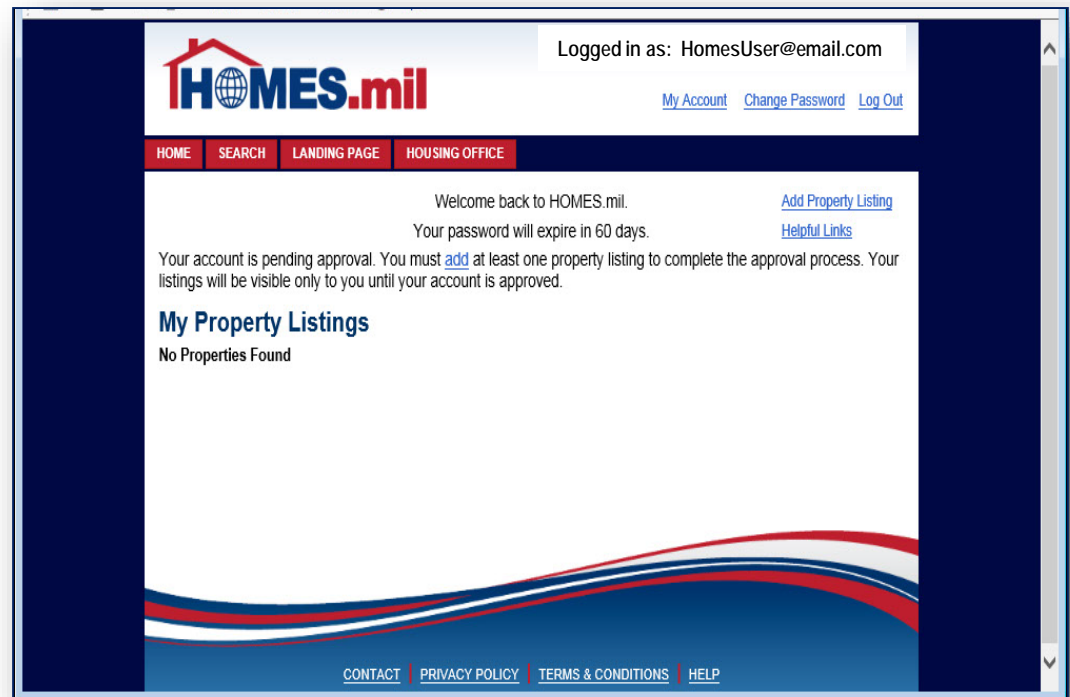 Logged in as: HomesUser@email.com
HOMES.mil
My Account Change Password Log Out
HOME SEARCH LANDING PAGE HOUSING OFFICE
Welcome back to HOMES.mil. Add Property Listing
Your password will expire in 60 days. Helpful Links
Your account is pending approval. You must add at least one property listing to complete the approval process. Your
listings will be visible only to you until your account is approved.
My Property Listings
No Properties Found
CONTACT PRIVACY POLICY TERMS & CONDITIONS HELP